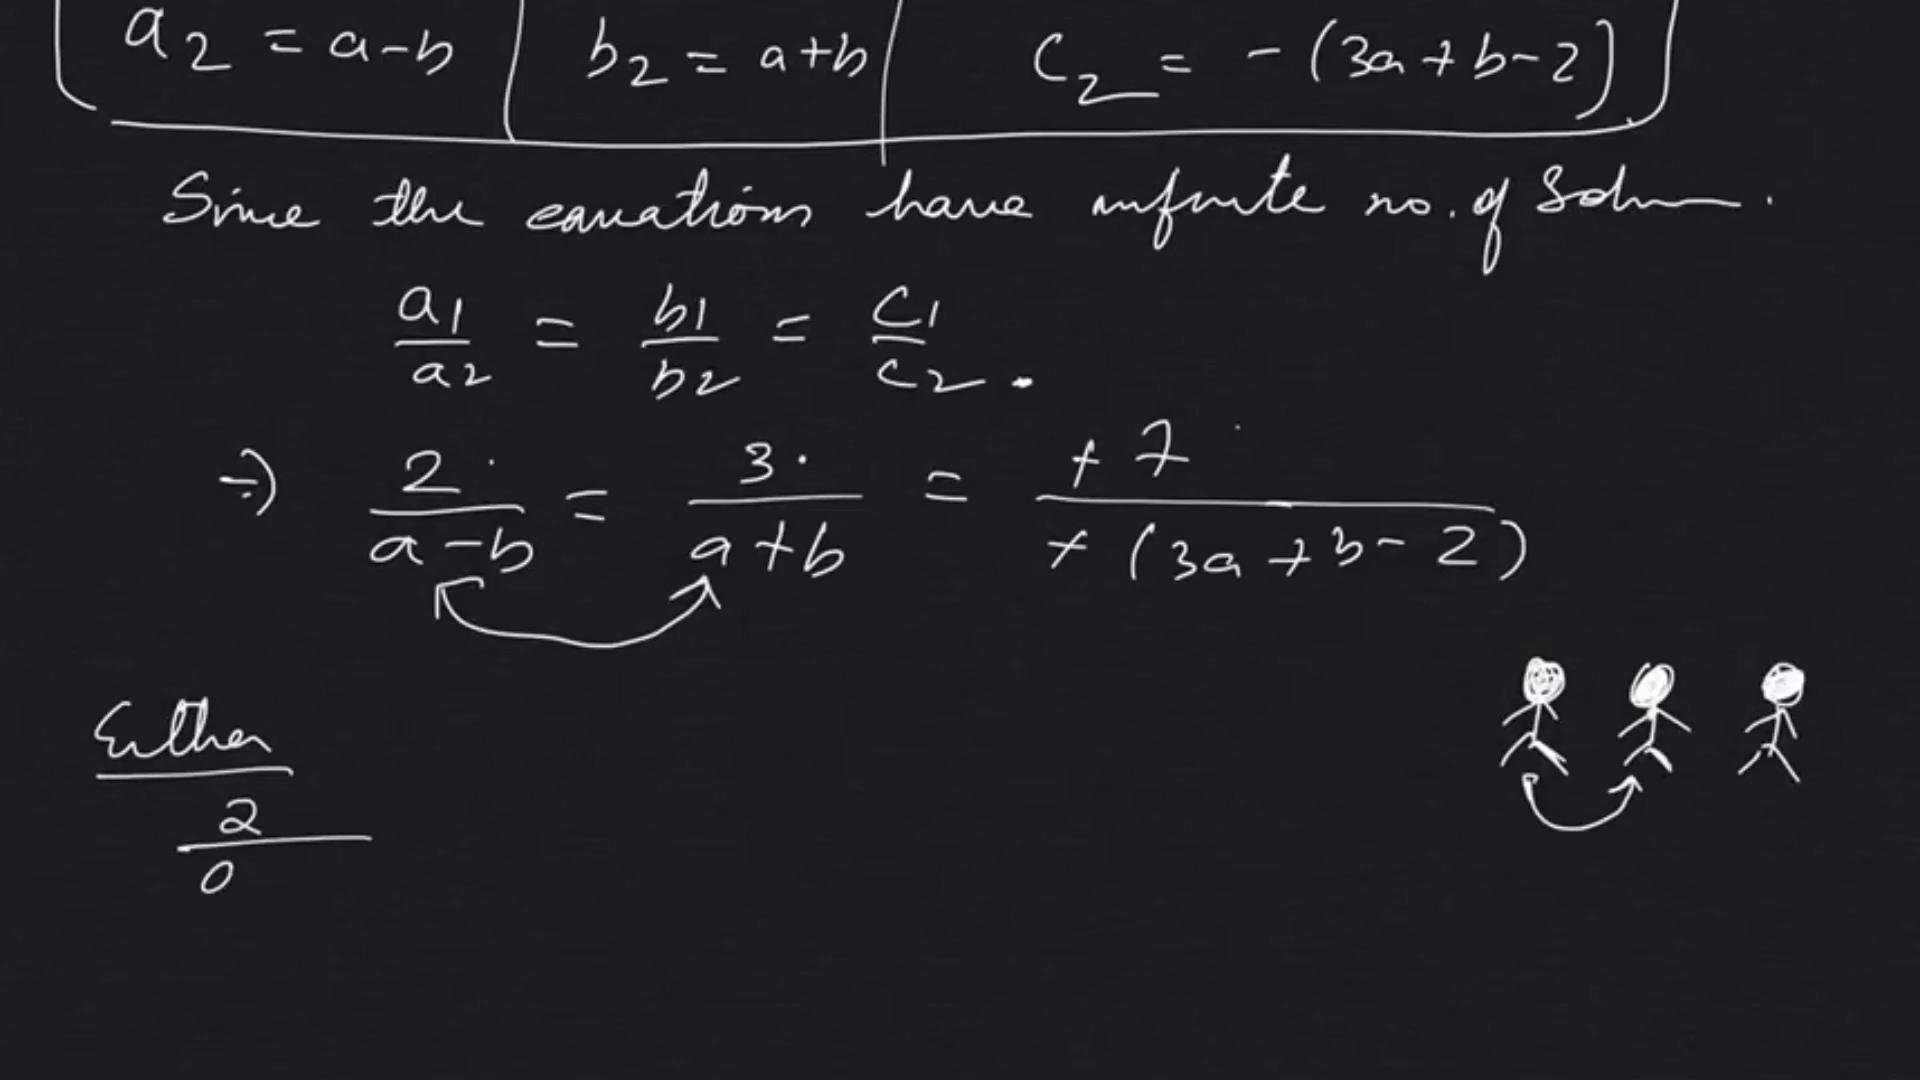 a2 = a-b | b2 = a+b | C2 = -(3a+b-2)
Since the equations have infinite no. of Soln.
a1/a2 = b1/b2 = C1/C2.
⇒ 2/(a-b) = 3/(a+b) = +7/+(3a+b-2)
Either
2/a